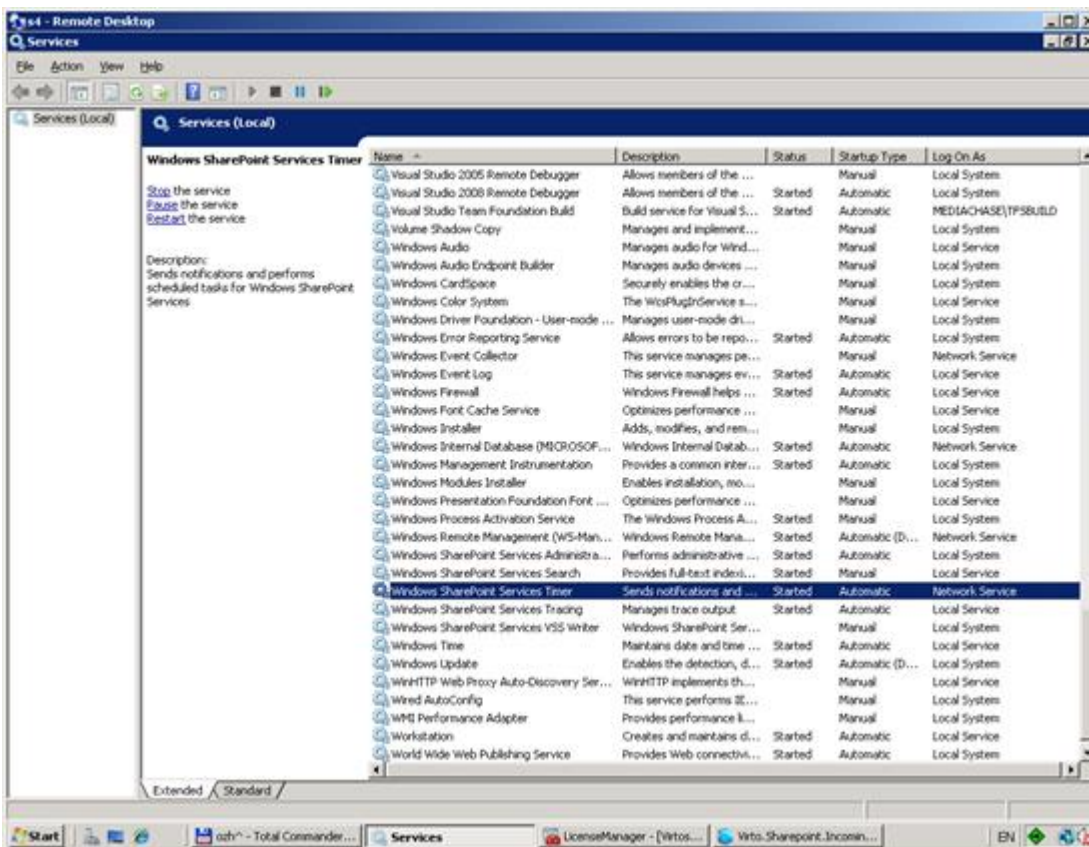 s4 - Remote Desktop
Services
File Action View Help
Services (Local)
Services (Local)
Windows SharePoint Services Timer
Stop the service
Pause the service
Restart the service
Description:
Sends notifications and performs
scheduled tasks for Windows SharePoint
Services
Name Description Status Startup Type Log On As
Visual Studio 2005 Remote Debugger Allows members of the ... Manual Local System
Visual Studio 2008 Remote Debugger Allows members of the ... Started Automatic Local System
Visual Studio Team Foundation Build Build service for Visual S... Started Automatic MEDIACHASE\TFSBUILD
Volume Shadow Copy Manages and implement... Manual Local System
Windows Audio Manages audio for Wind... Manual Local Service
Windows Audio Endpoint Builder Manages audio devices ... Manual Local System
Windows CardSpace Securely enables the cr... Manual Local System
Windows Color System The WcsPlugInService s... Manual Local Service
Windows Driver Foundation - User-mode ... Manages user-mode dri... Manual Local System
Windows Error Reporting Service Allows errors to be repo... Started Automatic Local System
Windows Event Collector This service manages pe... Manual Network Service
Windows Event Log This service manages ev... Started Automatic Local Service
Windows Firewall Windows Firewall helps ... Started Automatic Local Service
Windows Font Cache Service Optimizes performance ... Manual Local Service
Windows Installer Adds, modifies, and rem... Manual Local System
Windows Internal Database (MICROSOF... Windows Internal Datab... Started Automatic Network Service
Windows Management Instrumentation Provides a common inter... Started Automatic Local System
Windows Modules Installer Enables installation, mo... Manual Local System
Windows Presentation Foundation Font ... Optimizes performance ... Manual Local Service
Windows Process Activation Service The Windows Process A... Started Manual Local System
Windows Remote Management (WS-Man... Windows Remote Mana... Started Automatic (D... Network Service
Windows SharePoint Services Administra... Performs administrative ... Started Automatic Local System
Windows SharePoint Services Search Provides full-text indexi... Started Manual Local Service
Windows SharePoint Services Timer Sends notifications and ... Started Automatic Network Service
Windows SharePoint Services Tracing Manages trace output Started Automatic Local Service
Windows SharePoint Services VSS Writer Windows SharePoint Ser... Manual Local System
Windows Time Maintains date and time ... Started Automatic Local Service
Windows Update Enables the detection, d... Started Automatic (D... Local System
WinHTTP Web Proxy Auto-Discovery Ser... WinHTTP implements th... Manual Local Service
Wired AutoConfig This service performs IE... Manual Local System
WMI Performance Adapter Provides performance li... Manual Local System
Workstation Creates and maintains cl... Started Automatic Local Service
World Wide Web Publishing Service Provides Web connectivi... Started Automatic Local System
Extended Standard
Start ozh^ - Total Commander... Services LicenseManager - [Virtos... Virto.Sharepoint.Incomin... EN